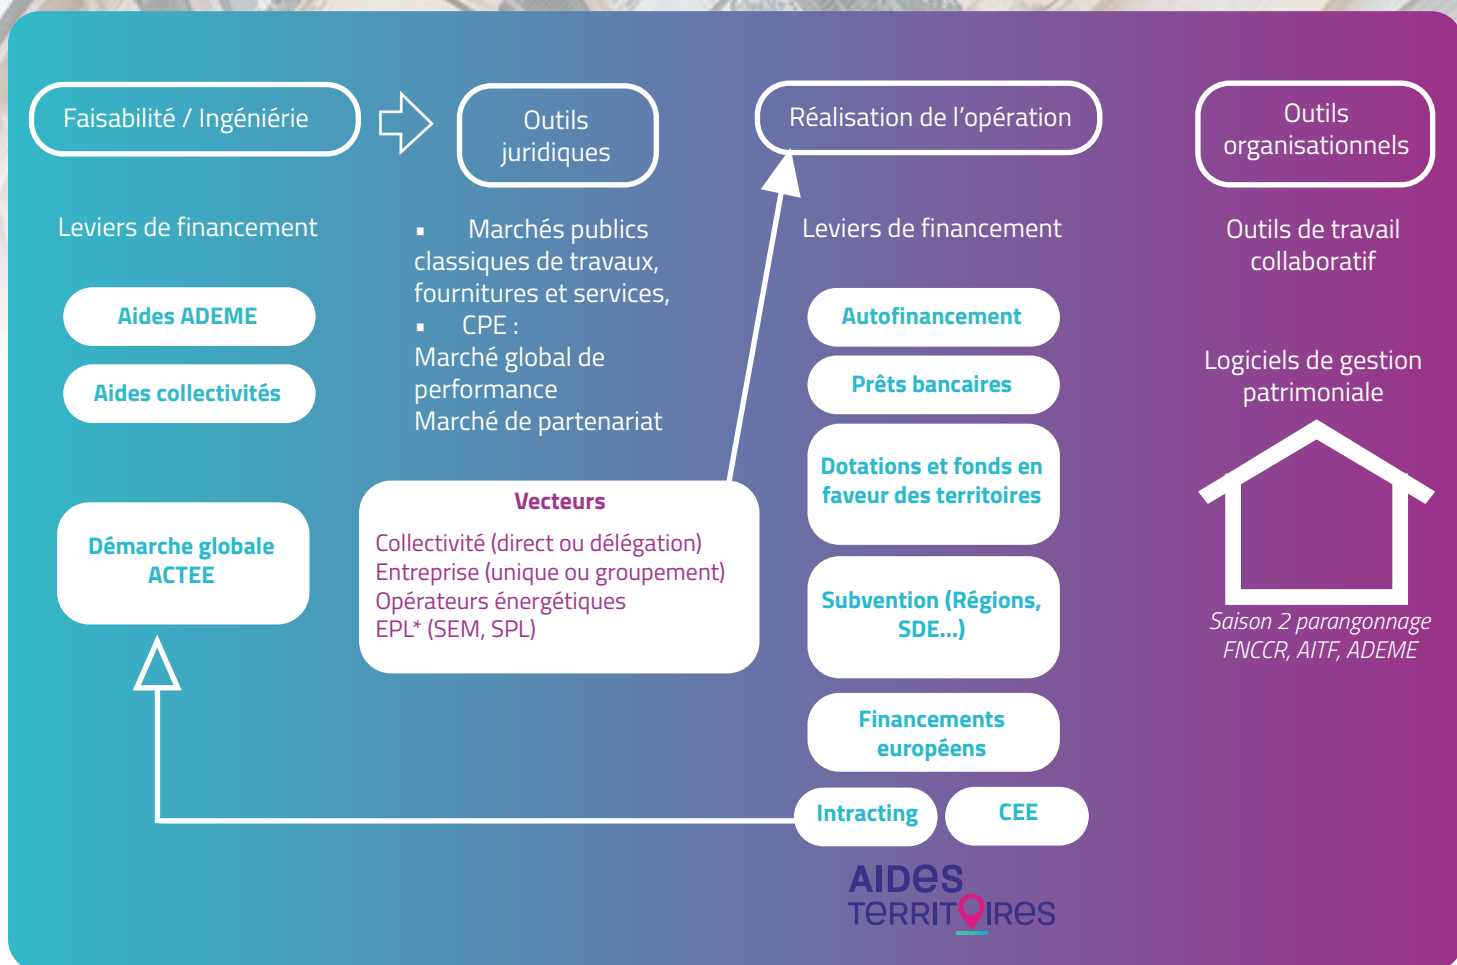 Faisabilité / Ingéniérie
Leviers de financement
Aides ADEME
Aides collectivités
Démarche globale
ACTEE
Outils
juridiques
▪ Marchés publics
classiques de travaux,
fournitures et services,
▪ CPE :
Marché global de
performance
Marché de partenariat
Vecteurs
Collectivité (direct ou délégation)
Entreprise (unique ou groupement)
Opérateurs énergétiques
EPL* (SEM, SPL)
Réalisation de l'opération
Leviers de financement
Autofinancement
Prêts bancaires
Dotations et fonds en
faveur des territoires
Subvention (Régions,
SDE...)
Financements
européens
Intracting
CEE
AIDes
TeRRITOIRes
Outils
organisationnels
Outils de travail
collaboratif
Logiciels de gestion
patrimoniale
Saison 2 parangonnage
FNCCR, AITF, ADEME